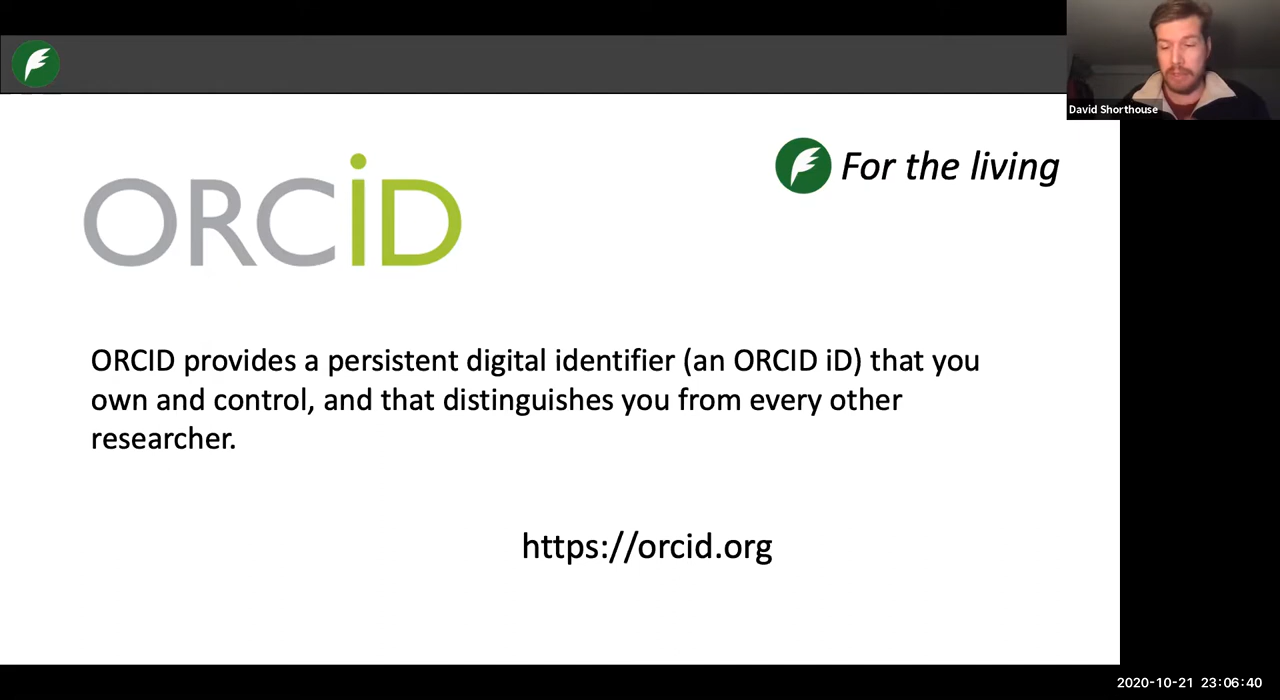 David Shorthouse
For the living
ORCiD
ORCID provides a persistent digital identifier (an ORCID iD) that you
own and control, and that distinguishes you from every other
researcher.
https://orcid.org
2020-10-21 23:06:40